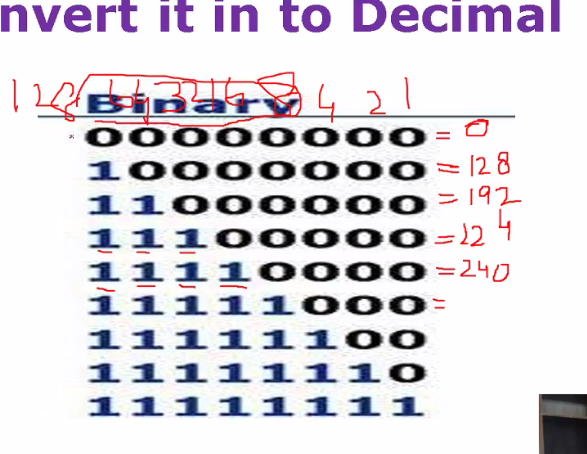 nvert it in to Decimal
128 64 32 16 8 4 2 1
Binary
00000000 = 0
10000000 = 128
11000000 = 192
11100000 = 224
11110000 = 240
11111000 =
11111100
11111110
11111111